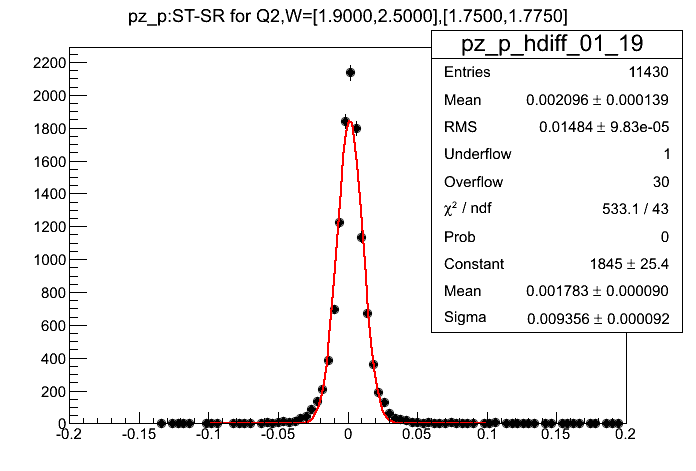 pz_p:ST-SR for Q2,W=[1.9000,2.5000],[1.7500,1.7750]
pz_p_hdiff_01_19
Entries 11430
Mean 0.002096 ± 0.000139
RMS 0.01484 ± 9.83e-05
Underflow 1
Overflow 30
χ² / ndf 533.1 / 43
Prob 0
Constant 1845 ± 25.4
Mean 0.001783 ± 0.000090
Sigma 0.009356 ± 0.000092
2200
2000
1800
1600
1400
1200
1000
800
600
400
200
0
-0.2 -0.15 -0.1 -0.05 0 0.05 0.1 0.15 0.2